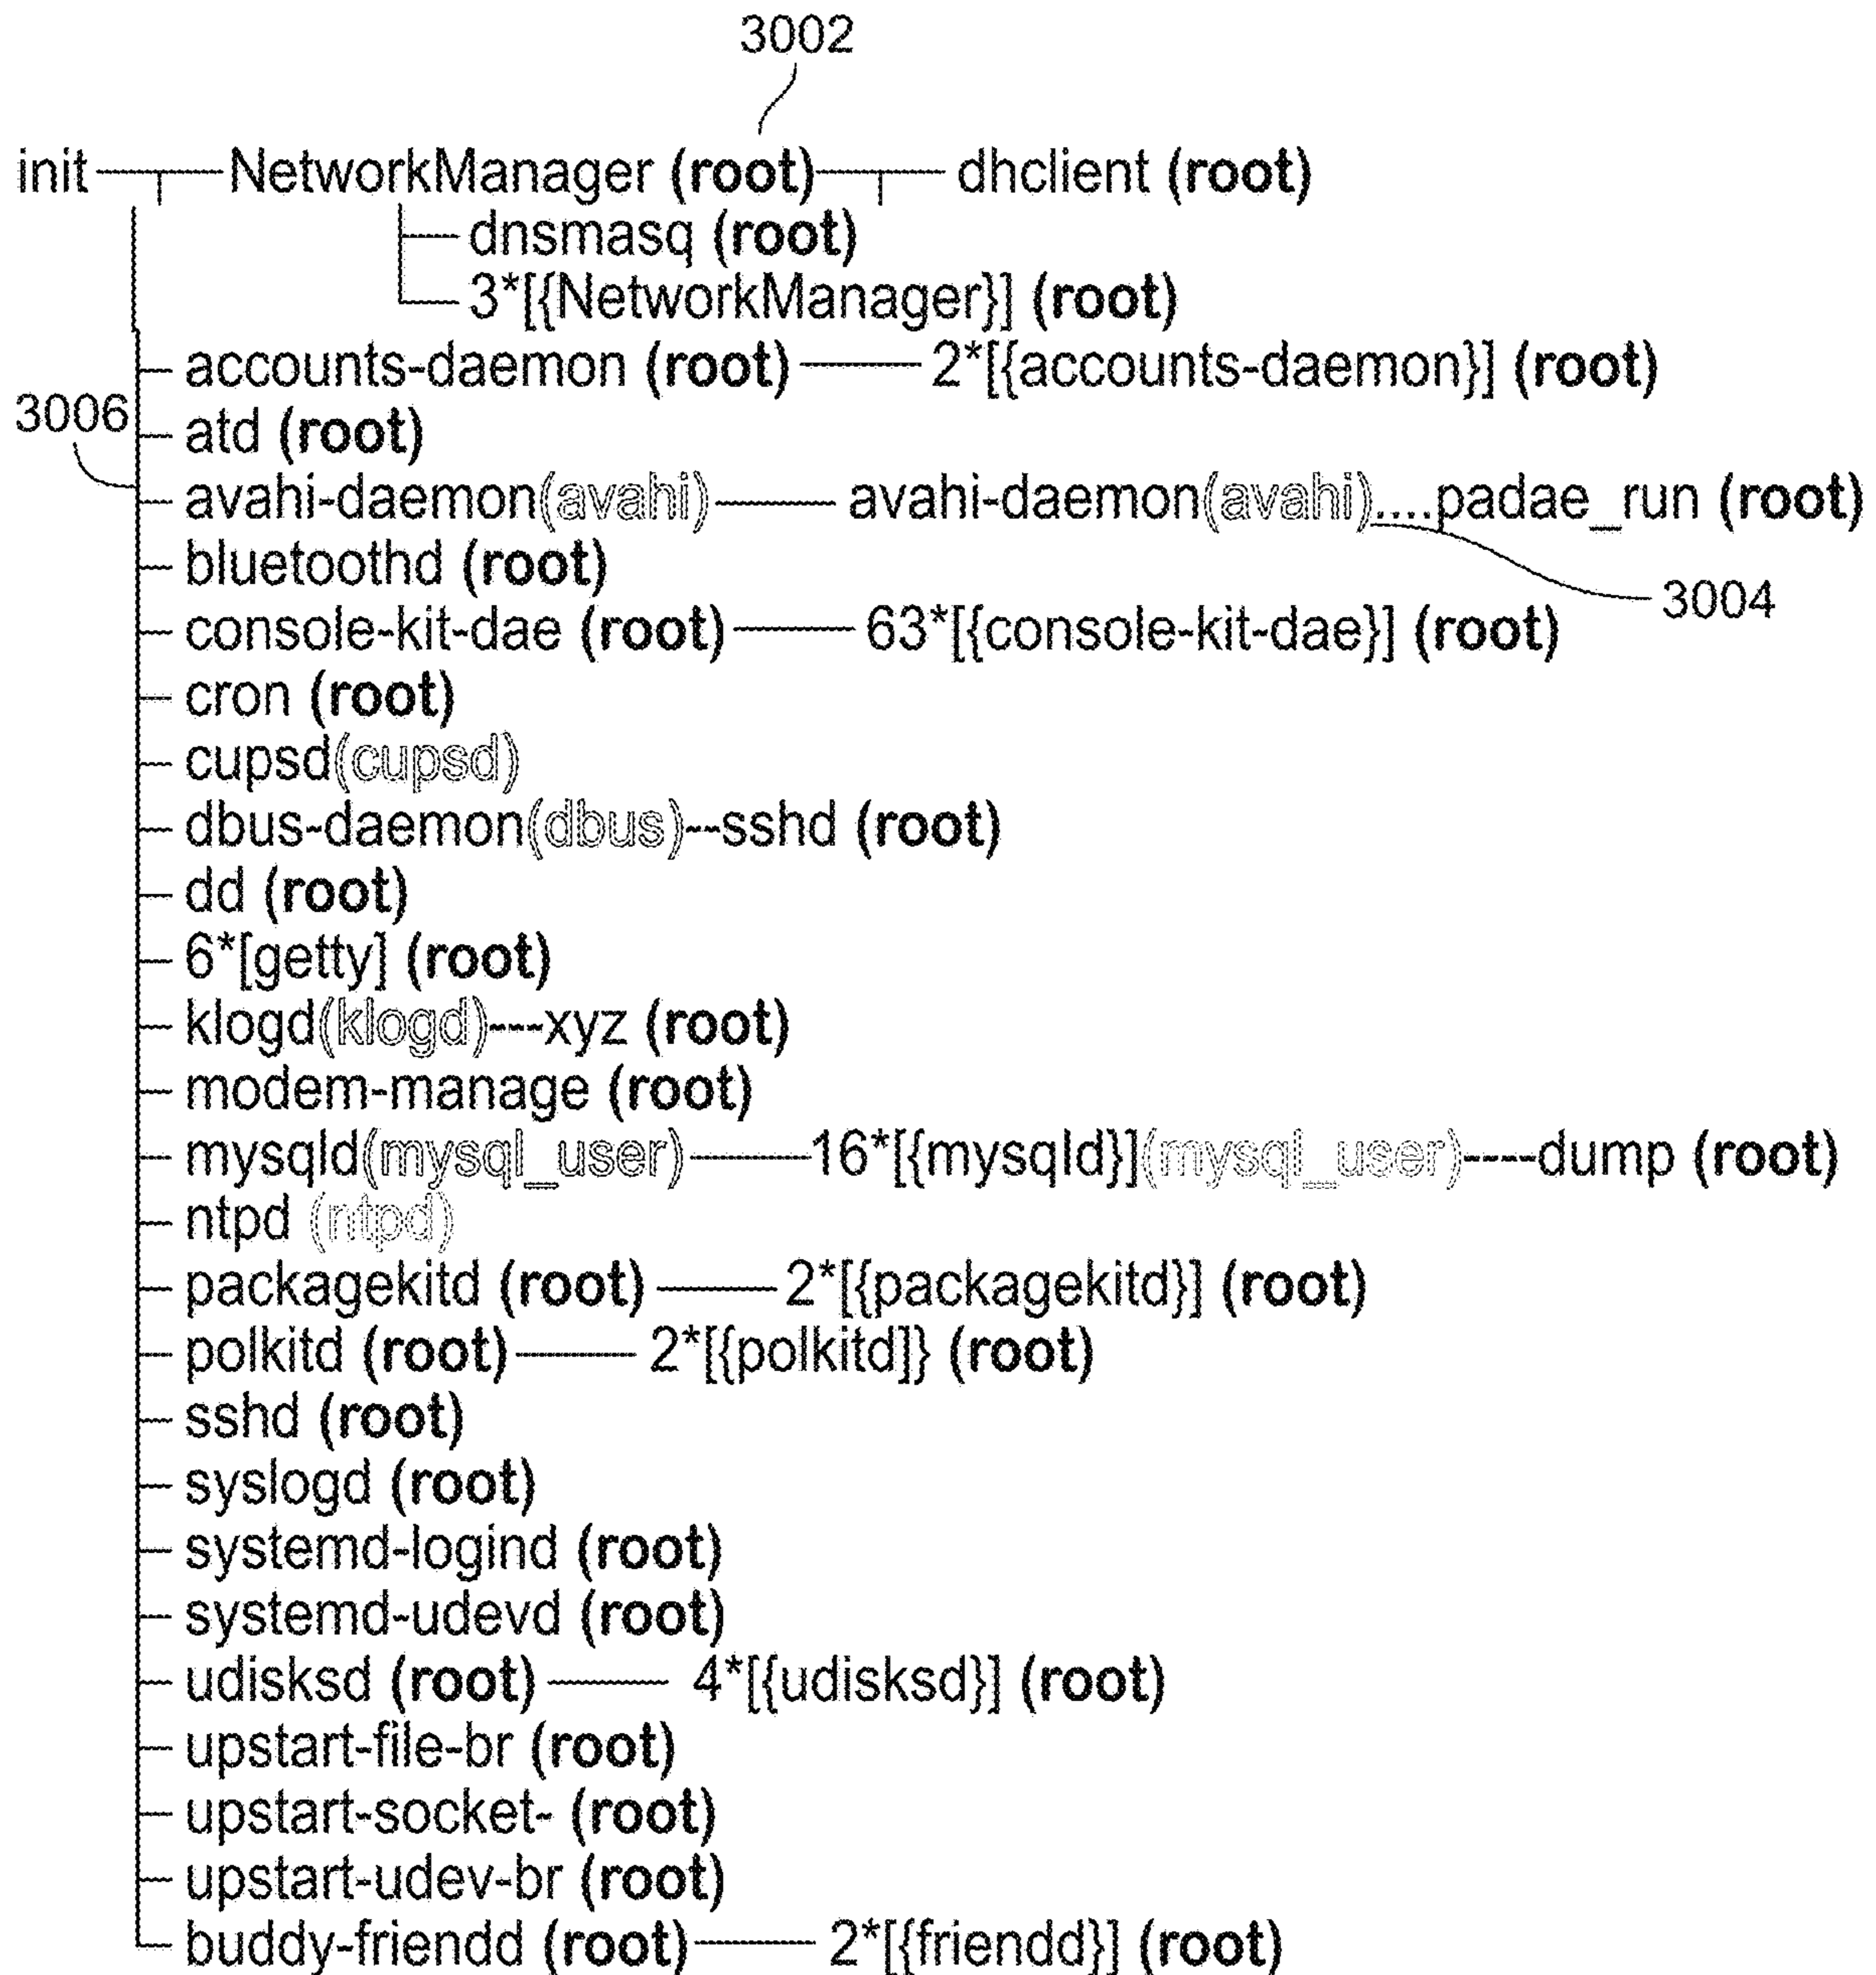 3002
init NetworkManager (root) dhclient (root)
dnsmasq (root)
3*[{NetworkManager}] (root)
accounts-daemon (root) 2*[{accounts-daemon}] (root)
3006
atd (root)
avahi-daemon(avahi) avahi-daemon(avahi)....padae_run (root)
bluetoothd (root)
3004
console-kit-dae (root) 63*[{console-kit-dae}] (root)
cron (root)
cupsd(cupsd)
dbus-daemon(dbus)--sshd (root)
dd (root)
6*[getty] (root)
klogd(klogd)---xyz (root)
modem-manage (root)
mysqld(mysql_user) 16*[{mysqld}](mysql_user)----dump (root)
ntpd (ntpd)
packagekitd (root) 2*[{packagekitd}] (root)
polkitd (root) 2*[{polkitd]} (root)
sshd (root)
syslogd (root)
systemd-logind (root)
systemd-udevd (root)
udisksd (root) 4*[{udisksd}] (root)
upstart-file-br (root)
upstart-socket- (root)
upstart-udev-br (root)
buddy-friendd (root) 2*[{friendd}] (root)